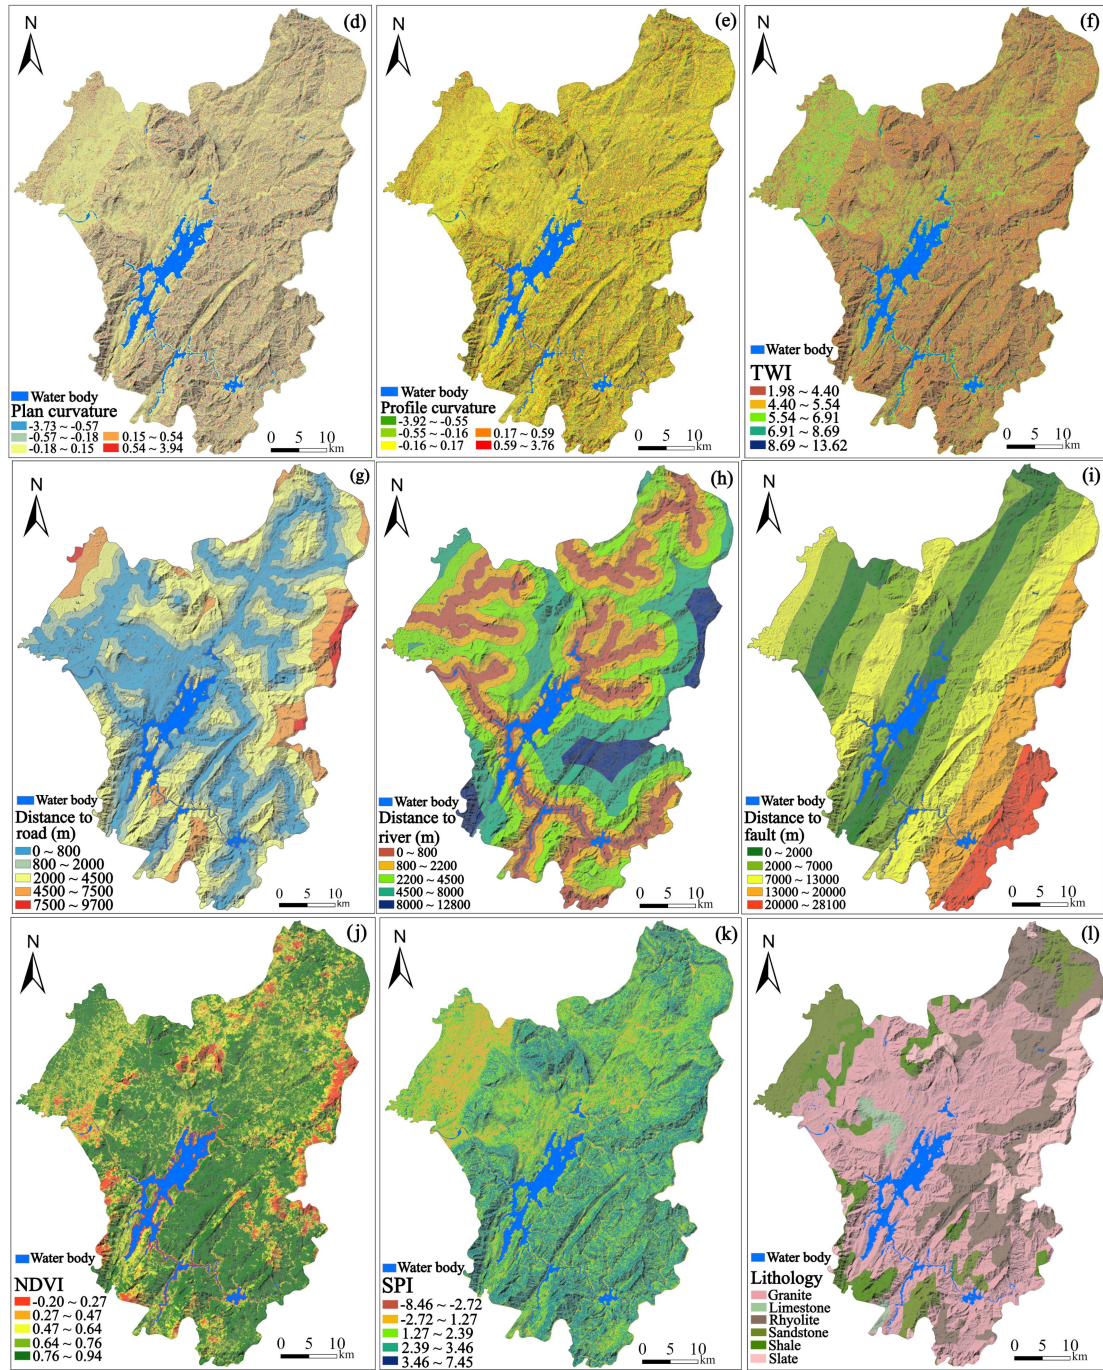 N
(d)
Water body
Plan curvature
-3.73 ~ -0.57
-0.57 ~ -0.18
-0.18 ~ 0.15
0.15 ~ 0.54
0.54 ~ 3.94
0 5 10
km
N
(e)
Water body
Profile curvature
-3.92 ~ -0.55
-0.55 ~ -0.16
-0.16 ~ 0.17
0.17 ~ 0.59
0.59 ~ 3.76
0 5 10
km
N
(f)
Water body
TWI
1.98 ~ 4.40
4.40 ~ 5.54
5.54 ~ 6.91
6.91 ~ 8.69
8.69 ~ 13.62
0 5 10
km
N
(g)
Water body
Distance to
road (m)
0 ~ 800
800 ~ 2000
2000 ~ 4500
4500 ~ 7500
7500 ~ 9700
0 5 10
km
N
(h)
Water body
Distance to
river (m)
0 ~ 800
800 ~ 2200
2200 ~ 4500
4500 ~ 8000
8000 ~ 12800
0 5 10
km
N
(i)
Water body
Distance to
fault (m)
0 ~ 2000
2000 ~ 7000
7000 ~ 13000
13000 ~ 20000
20000 ~ 28100
0 5 10
km
N
(j)
Water body
NDVI
-0.20 ~ 0.27
0.27 ~ 0.47
0.47 ~ 0.64
0.64 ~ 0.76
0.76 ~ 0.94
0 5 10
km
N
(k)
Water body
SPI
-8.46 ~ -2.72
-2.72 ~ 1.27
1.27 ~ 2.39
2.39 ~ 3.46
3.46 ~ 7.45
0 5 10
km
N
(l)
Water body
Lithology
Granite
Limestone
Rhyolite
Sandstone
Shale
Slate
0 5 10
km